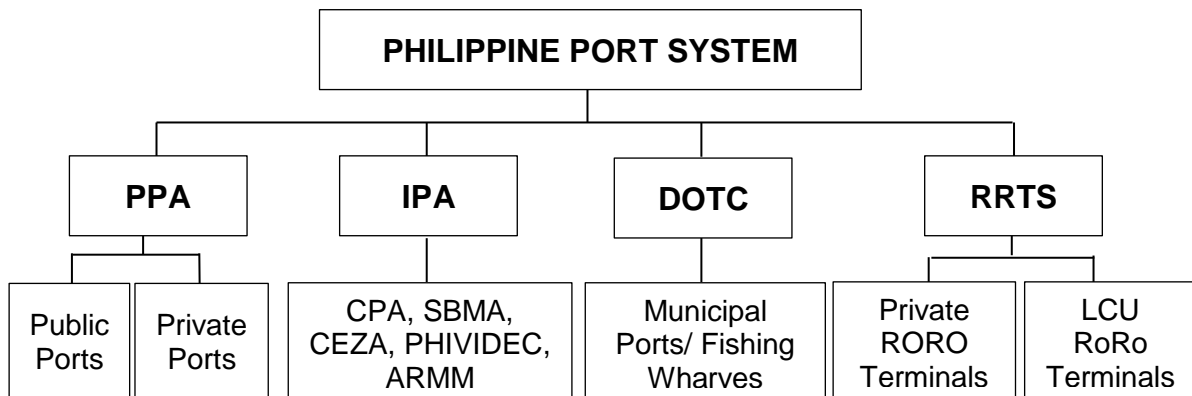 PHILIPPINE PORT SYSTEM
PPA
IPA
DOTC
RRTS
Public
Ports
Private
Ports
CPA, SBMA,
CEZA, PHIVIDEC,
ARMM
Municipal
Ports/ Fishing
Wharves
Private
RORO
Terminals
LCU
RoRo
Terminals